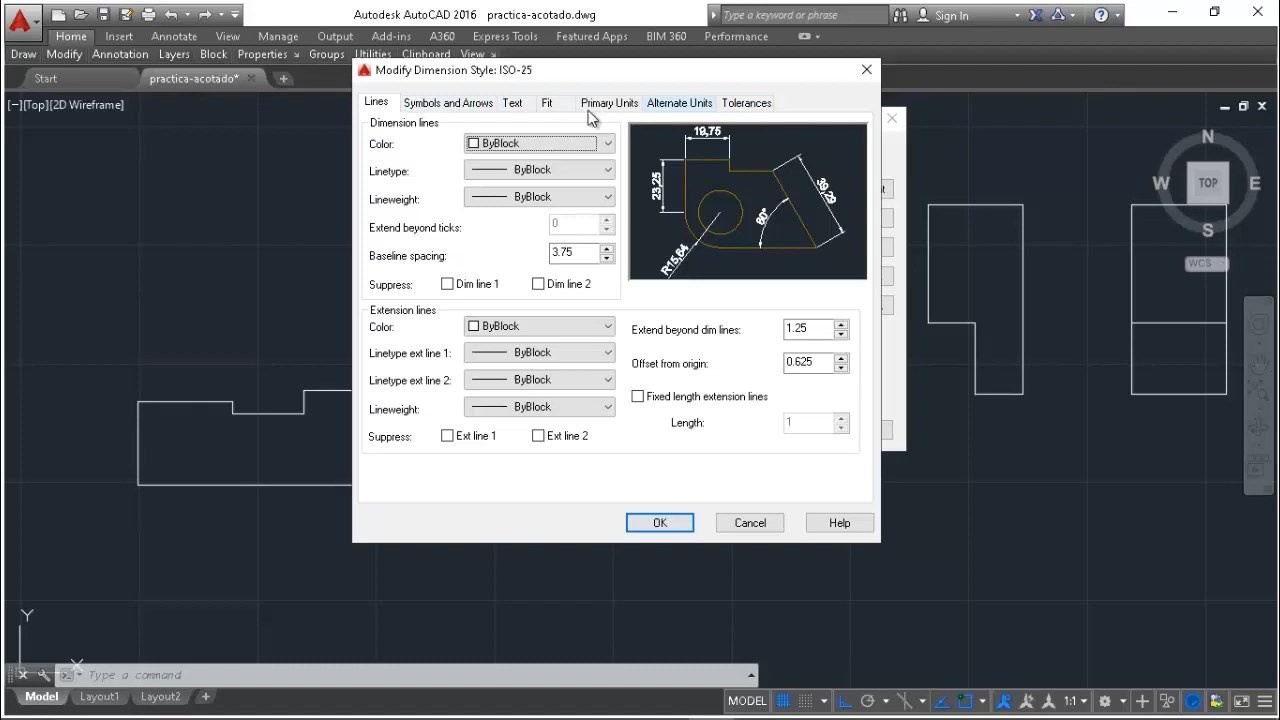 Autodesk AutoCAD 2016 practica-acotado.dwg
Type a keyword or phrase
Sign In
Home Insert Annotate View Manage Output Add-ins A360 Express Tools Featured Apps BIM 360 Performance
Draw Modify Annotation Layers Block Properties Groups Utilities Clipboard View
Start
practica-acotado*
[−][Top][2D Wireframe]
Modify Dimension Style: ISO-25
Lines Symbols and Arrows Text Fit Primary Units Alternate Units Tolerances
Dimension lines
Color: ByBlock
Linetype: ByBlock
Lineweight: ByBlock
Extend beyond ticks: 0
Baseline spacing: 3.75
Suppress: Dim line 1 Dim line 2
19,75
23,25
39,29
60°
R15,64
Extension lines
Color: ByBlock
Linetype ext line 1: ByBlock
Linetype ext line 2: ByBlock
Lineweight: ByBlock
Suppress: Ext line 1 Ext line 2
Extend beyond dim lines: 1.25
Offset from origin: 0.625
Fixed length extension lines
Length: 1
OK Cancel Help
N
W TOP E
S
WCS
Y
X
Type a command
Model Layout1 Layout2
MODEL
1:1